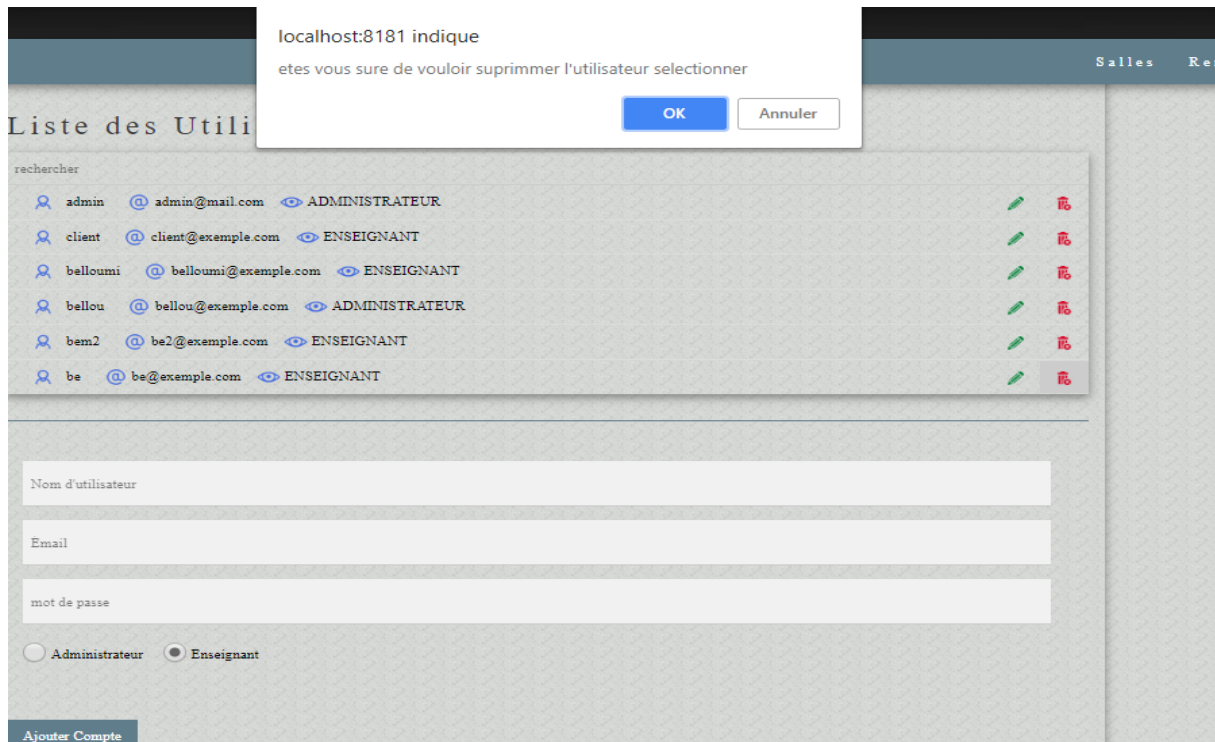 localhost:8181 indique
etes vous sure de vouloir suprimmer l'utilisateur selectionner
OK Annuler
Salles
Liste des Utili
rechercher
admin admin@mail.com ADMINISTRATEUR
client client@exemple.com ENSEIGNANT
belloumi belloumi@exemple.com ENSEIGNANT
bellou bellou@exemple.com ADMINISTRATEUR
bem2 be2@exemple.com ENSEIGNANT
be be@exemple.com ENSEIGNANT
Nom d'utilisateur
Émail
mot de passe
Administrateur Enseignant
Ajouter Compte